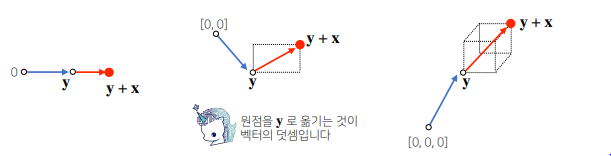 0
y
y + x
[0, 0]
y + x
y
원점을 y 로 옮기는 것이
벡터의 덧셈입니다
y + x
y
[0, 0, 0]